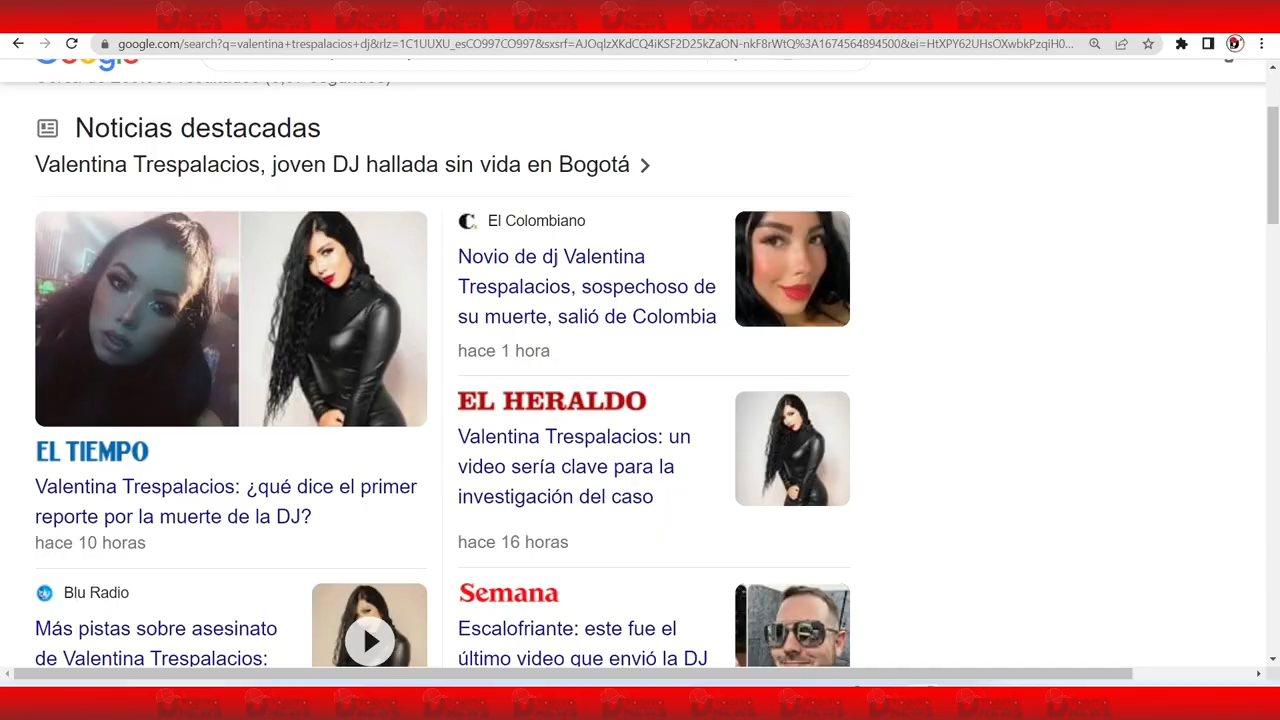 google.com/search?q=valentina+trespalacios+dj&rlz=1C1UUXU_esCO997CO997&sxsrf=AJOqlzXKdCQ4iKSF2D25kZaON-nkF8rWtQ%3A1674564894500&ei=HtXPY62UHsOXwbkPzqiH0...
Noticias destacadas
Valentina Trespalacios, joven DJ hallada sin vida en Bogotá
EL TIEMPO
Valentina Trespalacios: ¿qué dice el primer
reporte por la muerte de la DJ?
hace 10 horas
Blu Radio
Más pistas sobre asesinato
de Valentina Trespalacios:
El Colombiano
Novio de dj Valentina
Trespalacios, sospechoso de
su muerte, salió de Colombia
hace 1 hora
EL HERALDO
Valentina Trespalacios: un
video sería clave para la
investigación del caso
hace 16 horas
Semana
Escalofriante: este fue el
último video que envió la DJ